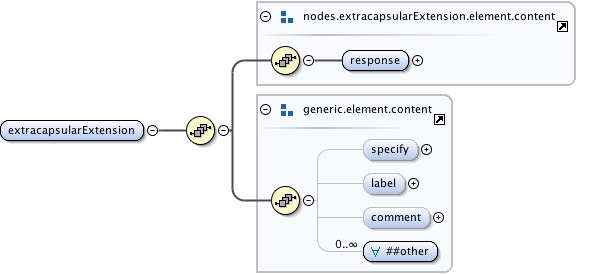 nodes.extracapsularExtension.element.content
response
extracapsularExtension
generic.element.content
specify
label
comment
0..∞
∀ ##other